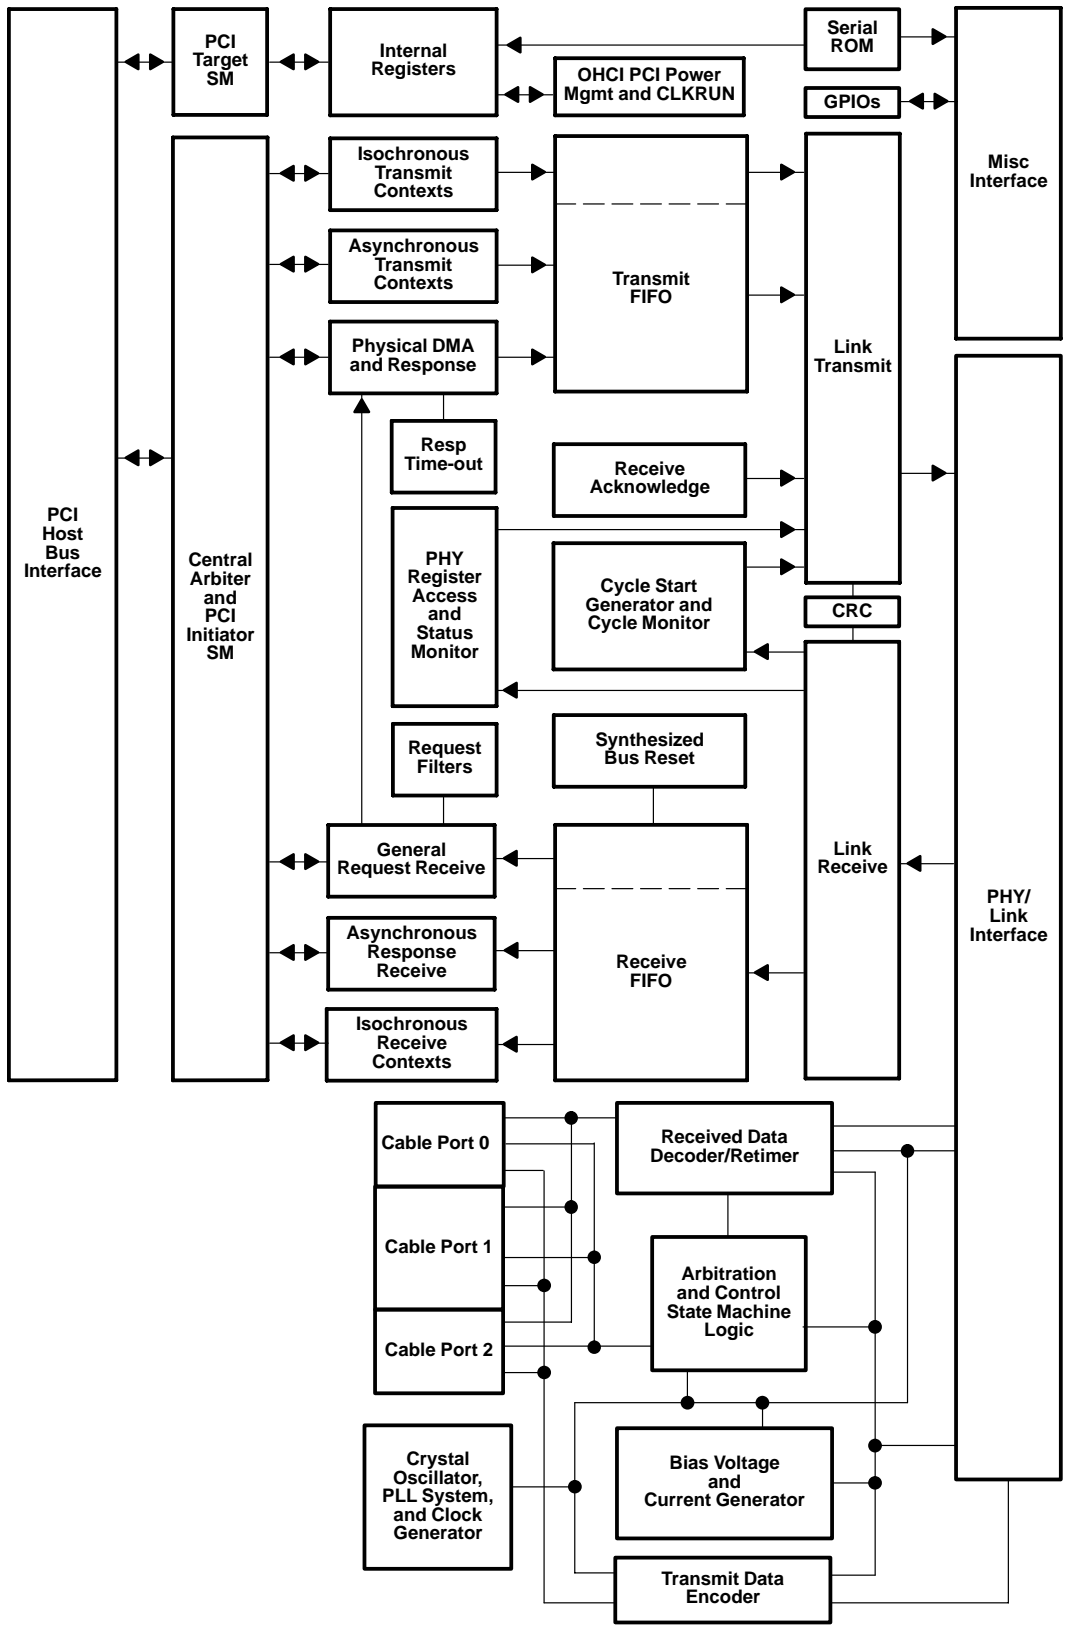 PCI
Host
Bus
Interface
PCI
Target
SM
Central
Arbiter
and
PCI
Initiator
SM
Internal
Registers
OHCI PCI Power
Mgmt and CLKRUN
Serial
ROM
GPIOs
Misc
Interface
Isochronous
Transmit
Contexts
Asynchronous
Transmit
Contexts
Physical DMA
and Response
Resp
Time-out
Transmit
FIFO
Link
Transmit
Receive
Acknowledge
PHY
Register
Access
and
Status
Monitor
Cycle Start
Generator and
Cycle Monitor
CRC
Request
Filters
Synthesized
Bus Reset
General
Request Receive
Asynchronous
Response
Receive
Isochronous
Receive
Contexts
Receive
FIFO
Link
Receive
PHY/
Link
Interface
Cable Port 0
Cable Port 1
Cable Port 2
Received Data
Decoder/Retimer
Arbitration
and Control
State Machine
Logic
Crystal
Oscillator,
PLL System,
and Clock
Generator
Bias Voltage
and
Current Generator
Transmit Data
Encoder